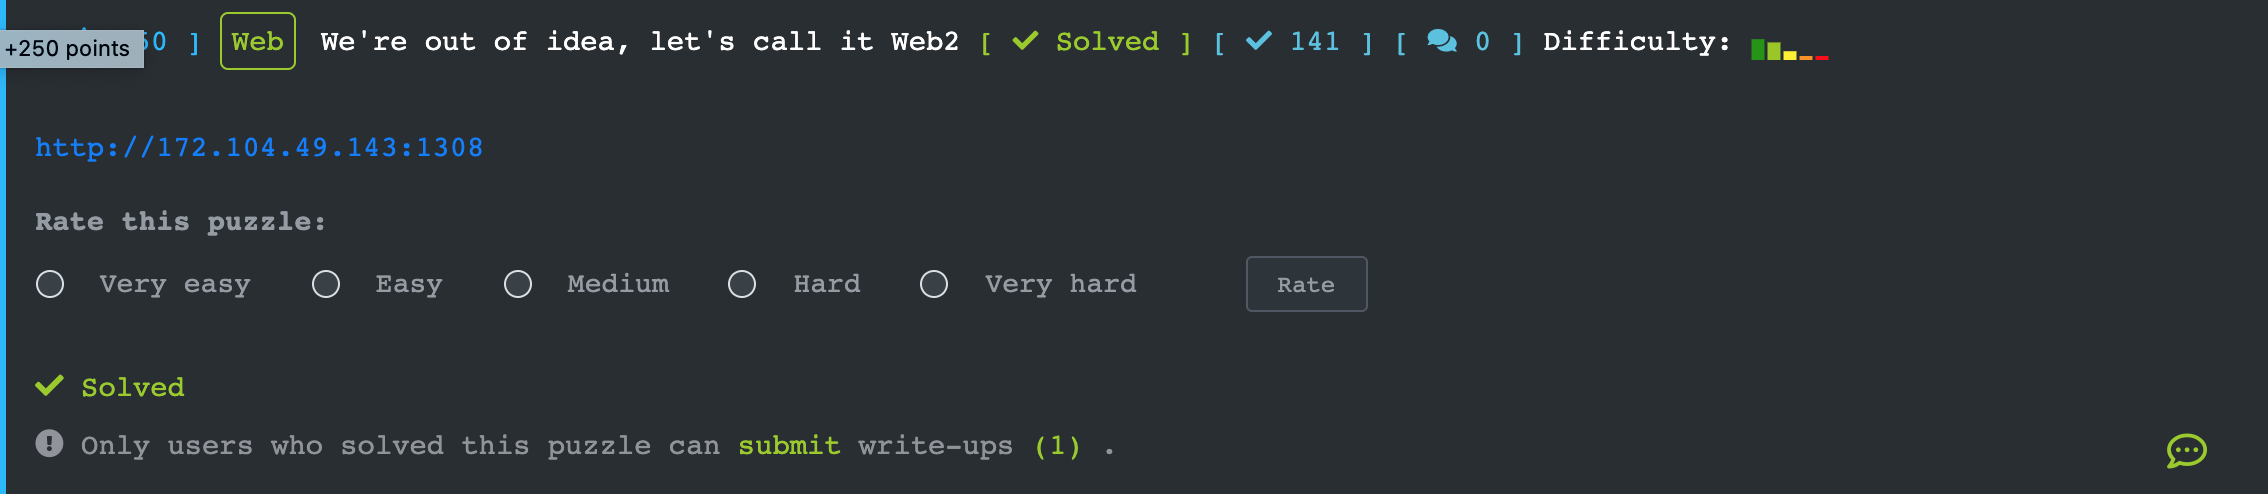 +250 points 50 ] Web We're out of idea, let's call it Web2 [ ✔ Solved ] [ ✔ 141 ] [ 0 ] Difficulty:
http://172.104.49.143:1308
Rate this puzzle:
Very easy Easy Medium Hard Very hard Rate
✔ Solved
Only users who solved this puzzle can submit write-ups (1) .